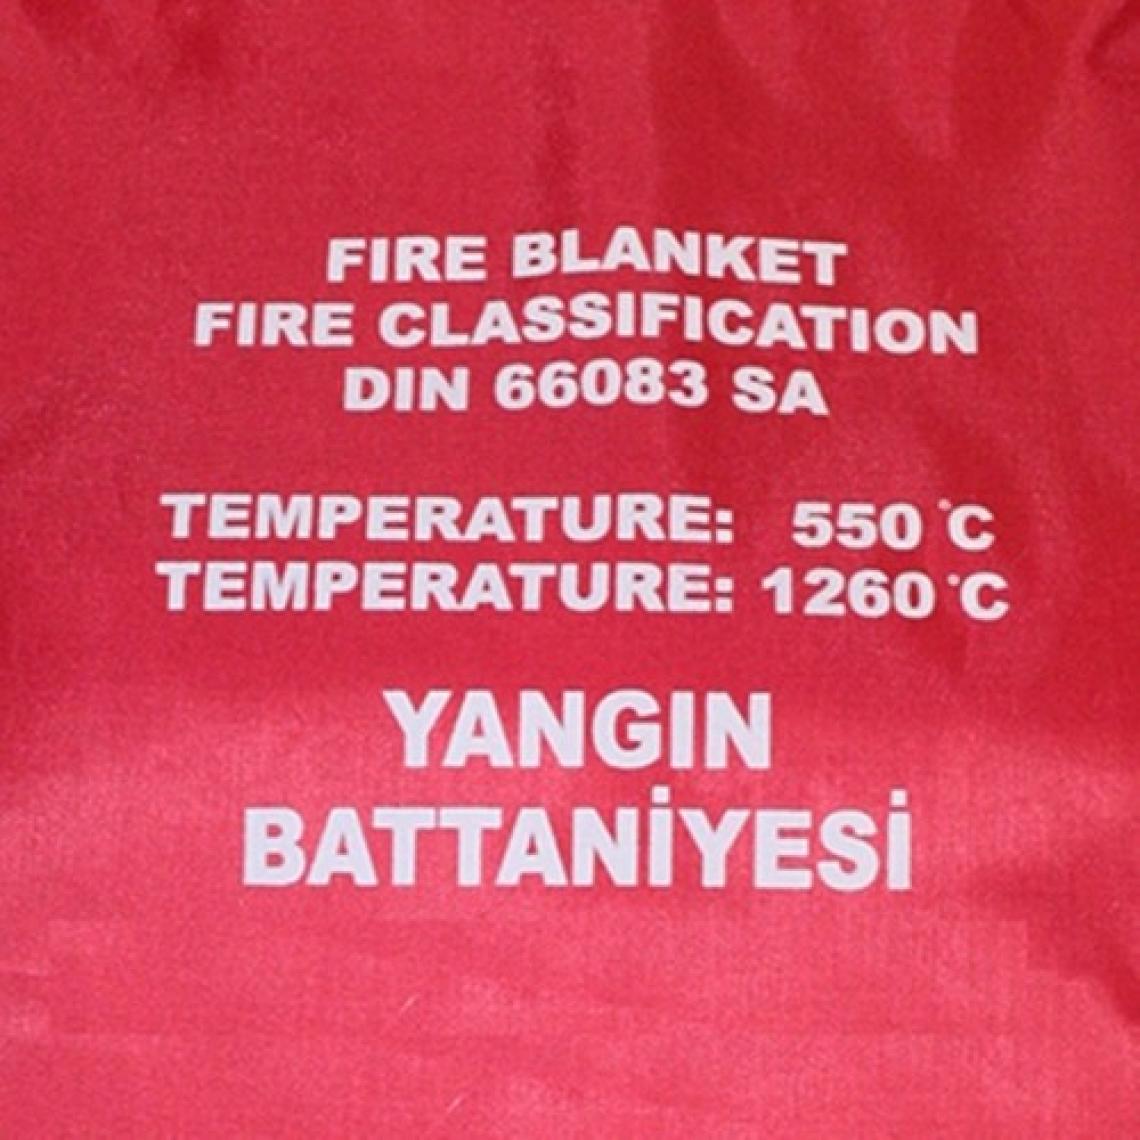 FIRE BLANKET
FIRE CLASSIFICATION
DIN 66083 SA
TEMPERATURE: 550 °C
TEMPERATURE: 1260 °C
YANGIN
BATTANİYESİ